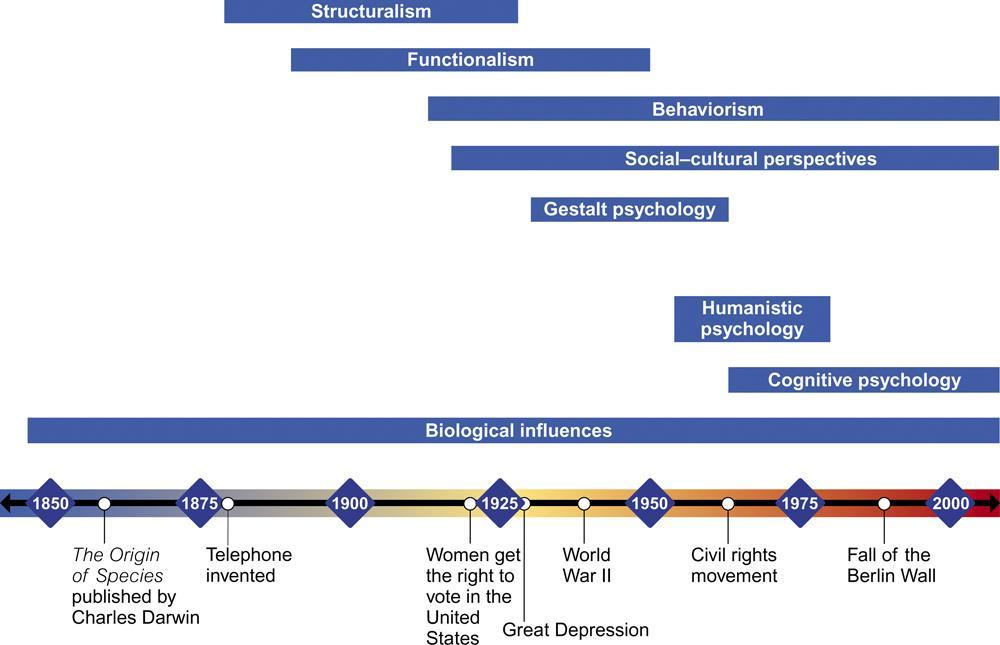 Structuralism
Functionalism
Behaviorism
Social–cultural perspectives
Gestalt psychology
Humanistic
psychology
Cognitive psychology
Biological influences
1850
1875
1900
1925
1950
1975
2000
The Origin
of Species
published by
Charles Darwin
Telephone
invented
Women get
the right to
vote in the
United
States
Great Depression
World
War II
Civil rights
movement
Fall of the
Berlin Wall